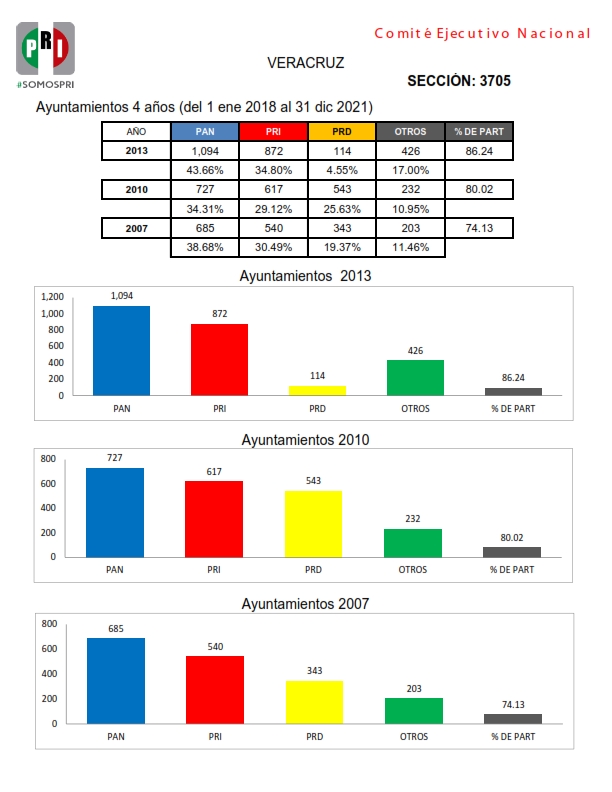 Comité Ejecutivo Nacional
PRI
#SOMOSPRI
VERACRUZ
SECCIÓN: 3705
Ayuntamientos 4 años (del 1 ene 2018 al 31 dic 2021)
AÑO PAN PRI PRD OTROS % DE PART
2013 1,094 872 114 426 86.24
43.66% 34.80% 4.55% 17.00%
2010 727 617 543 232 80.02
34.31% 29.12% 25.63% 10.95%
2007 685 540 343 203 74.13
38.68% 30.49% 19.37% 11.46%
Ayuntamientos 2013
1,200
1,000
800
600
400
200
0
1,094 872 114 426 86.24
PAN PRI PRD OTROS % DE PART
Ayuntamientos 2010
800
600
400
200
0
727 617 543 232 80.02
PAN PRI PRD OTROS % DE PART
Ayuntamientos 2007
800
600
400
200
0
685 540 343 203 74.13
PAN PRI PRD OTROS % DE PART